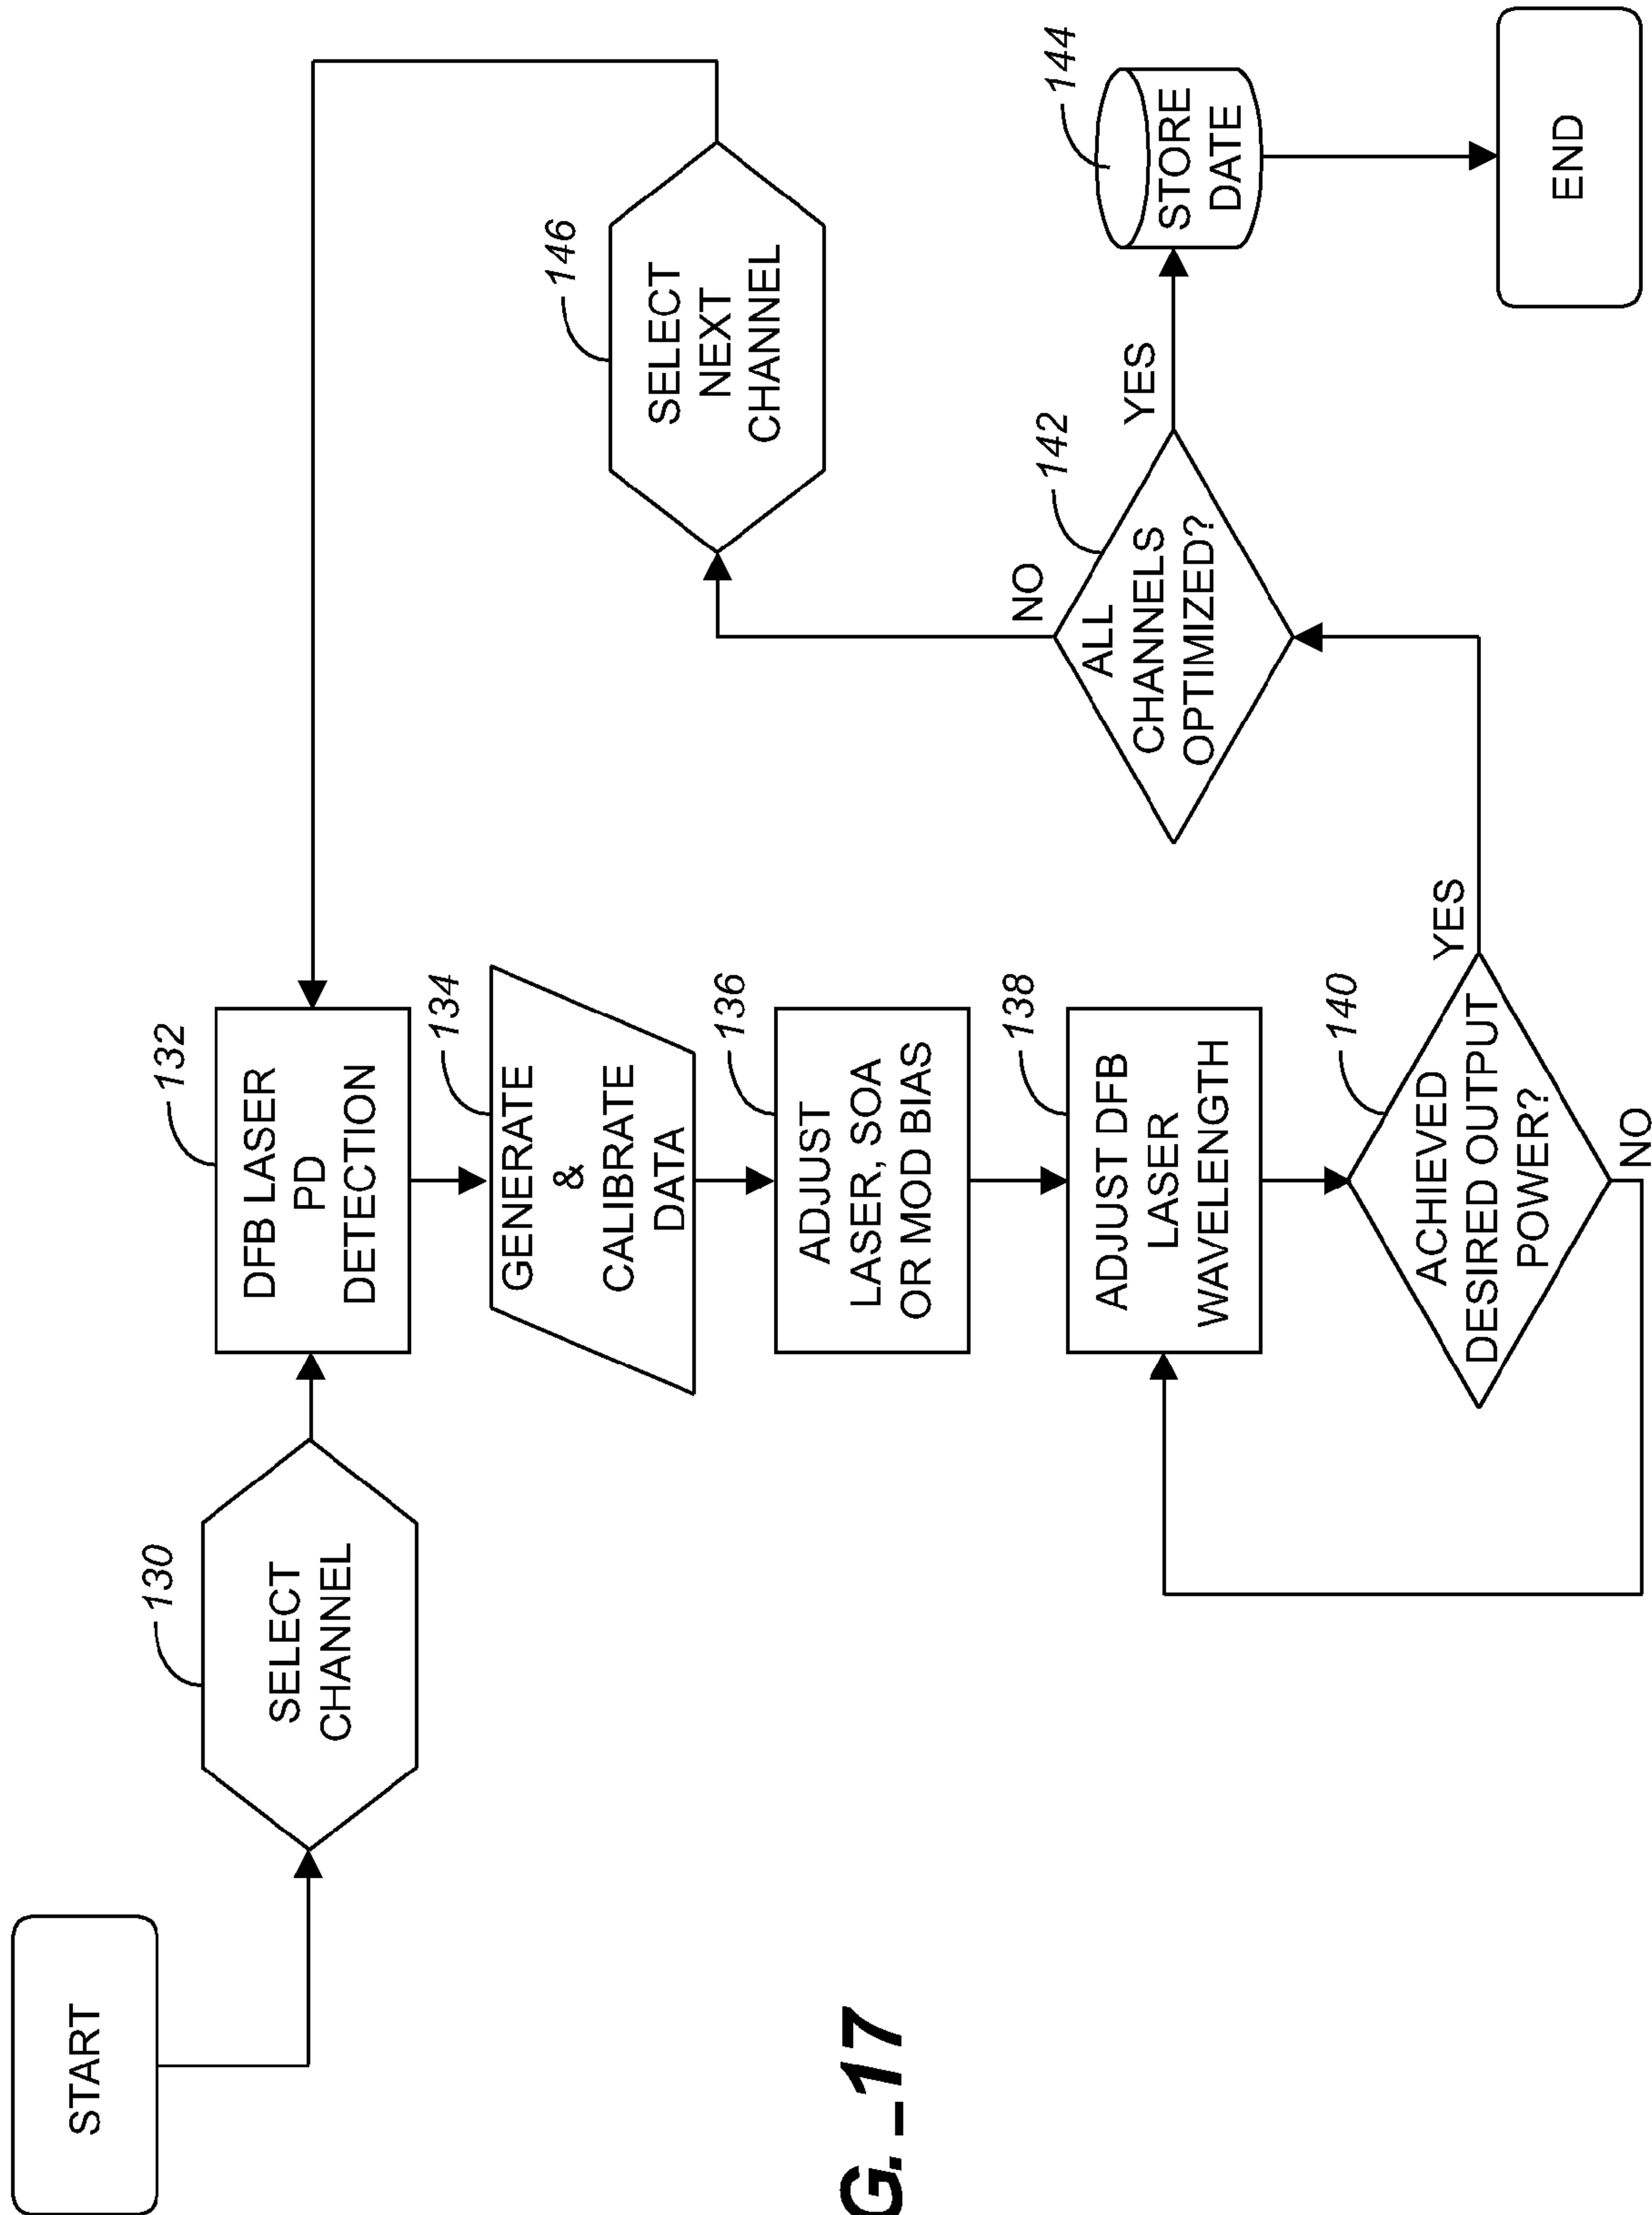 START
130
SELECT
CHANNEL
132
DFB LASER
PD
DETECTION
134
GENERATE
&
CALIBRATE
DATA
136
ADJUST
LASER, SOA
OR MOD BIAS
138
ADJUST DFB
LASER
WAVELENGTH
140
ACHIEVED
DESIRED OUTPUT
POWER?
YES
NO
142
ALL
CHANNELS
OPTIMIZED?
NO
YES
146
SELECT
NEXT
CHANNEL
144
STORE
DATE
END
G._17